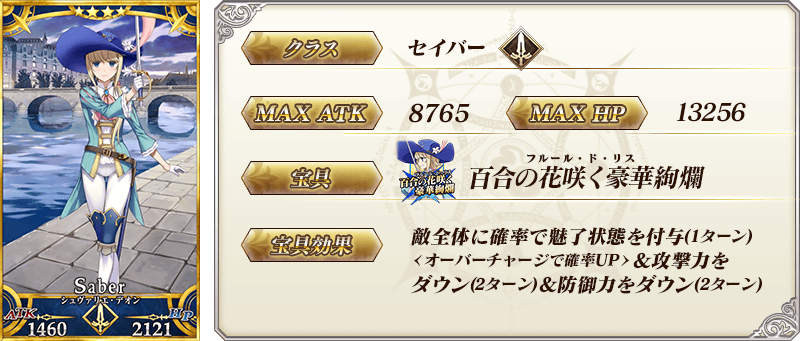 Saber
シュヴァリエ・デオン
ATK
1460
HP
2121
クラス
セイバー
MAX ATK
8765
MAX HP
13256
宝具
百合の花咲く
豪華絢爛
フルール・ド・リス
百合の花咲く豪華絢爛
宝具効果
敵全体に確率で魅了状態を付与(1ターン)
<オーバーチャージで確率UP>&攻撃力を
ダウン(2ターン)&防御力をダウン(2ターン)